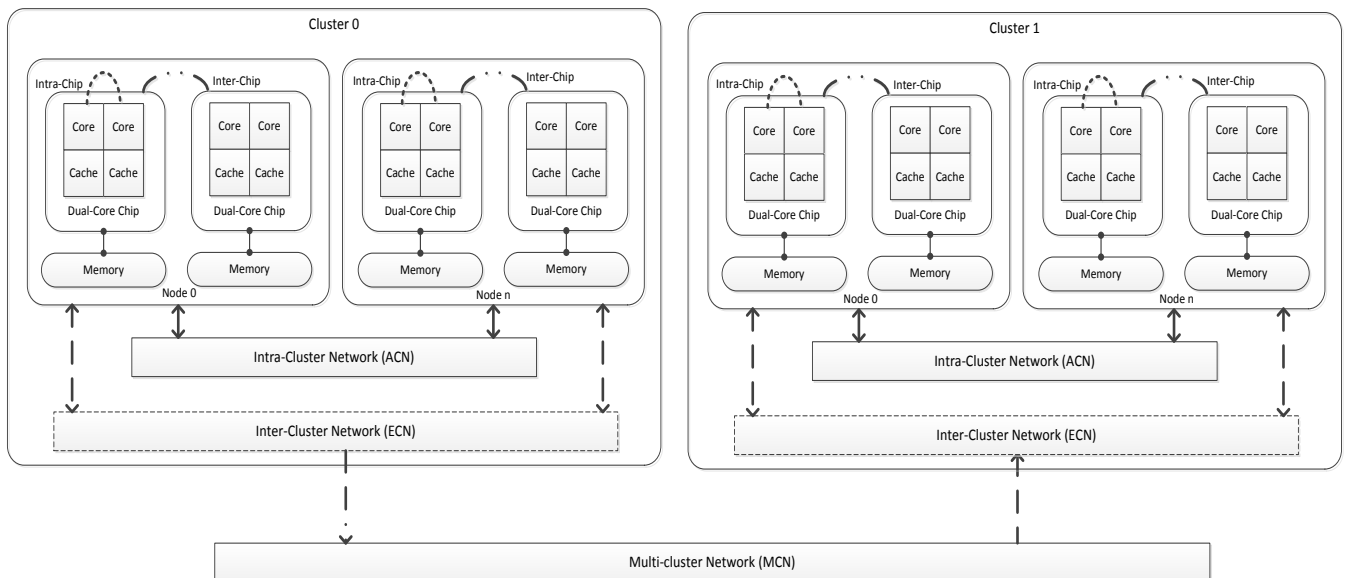 Cluster 0
Intra-Chip
Inter-Chip
Core Core
Core Core
Cache Cache
Cache Cache
Dual-Core Chip
Dual-Core Chip
Memory
Memory
Node 0
Intra-Chip
Inter-Chip
Core Core
Core Core
Cache Cache
Cache Cache
Dual-Core Chip
Dual-Core Chip
Memory
Memory
Node n
Intra-Cluster Network (ACN)
Inter-Cluster Network (ECN)
Cluster 1
Intra-Chip
Inter-Chip
Core Core
Core Core
Cache Cache
Cache Cache
Dual-Core Chip
Dual-Core Chip
Memory
Memory
Node 0
Intra-Chip
Inter-Chip
Core Core
Core Core
Cache Cache
Cache Cache
Dual-Core Chip
Dual-Core Chip
Memory
Memory
Node n
Intra-Cluster Network (ACN)
Inter-Cluster Network (ECN)
Multi-cluster Network (MCN)